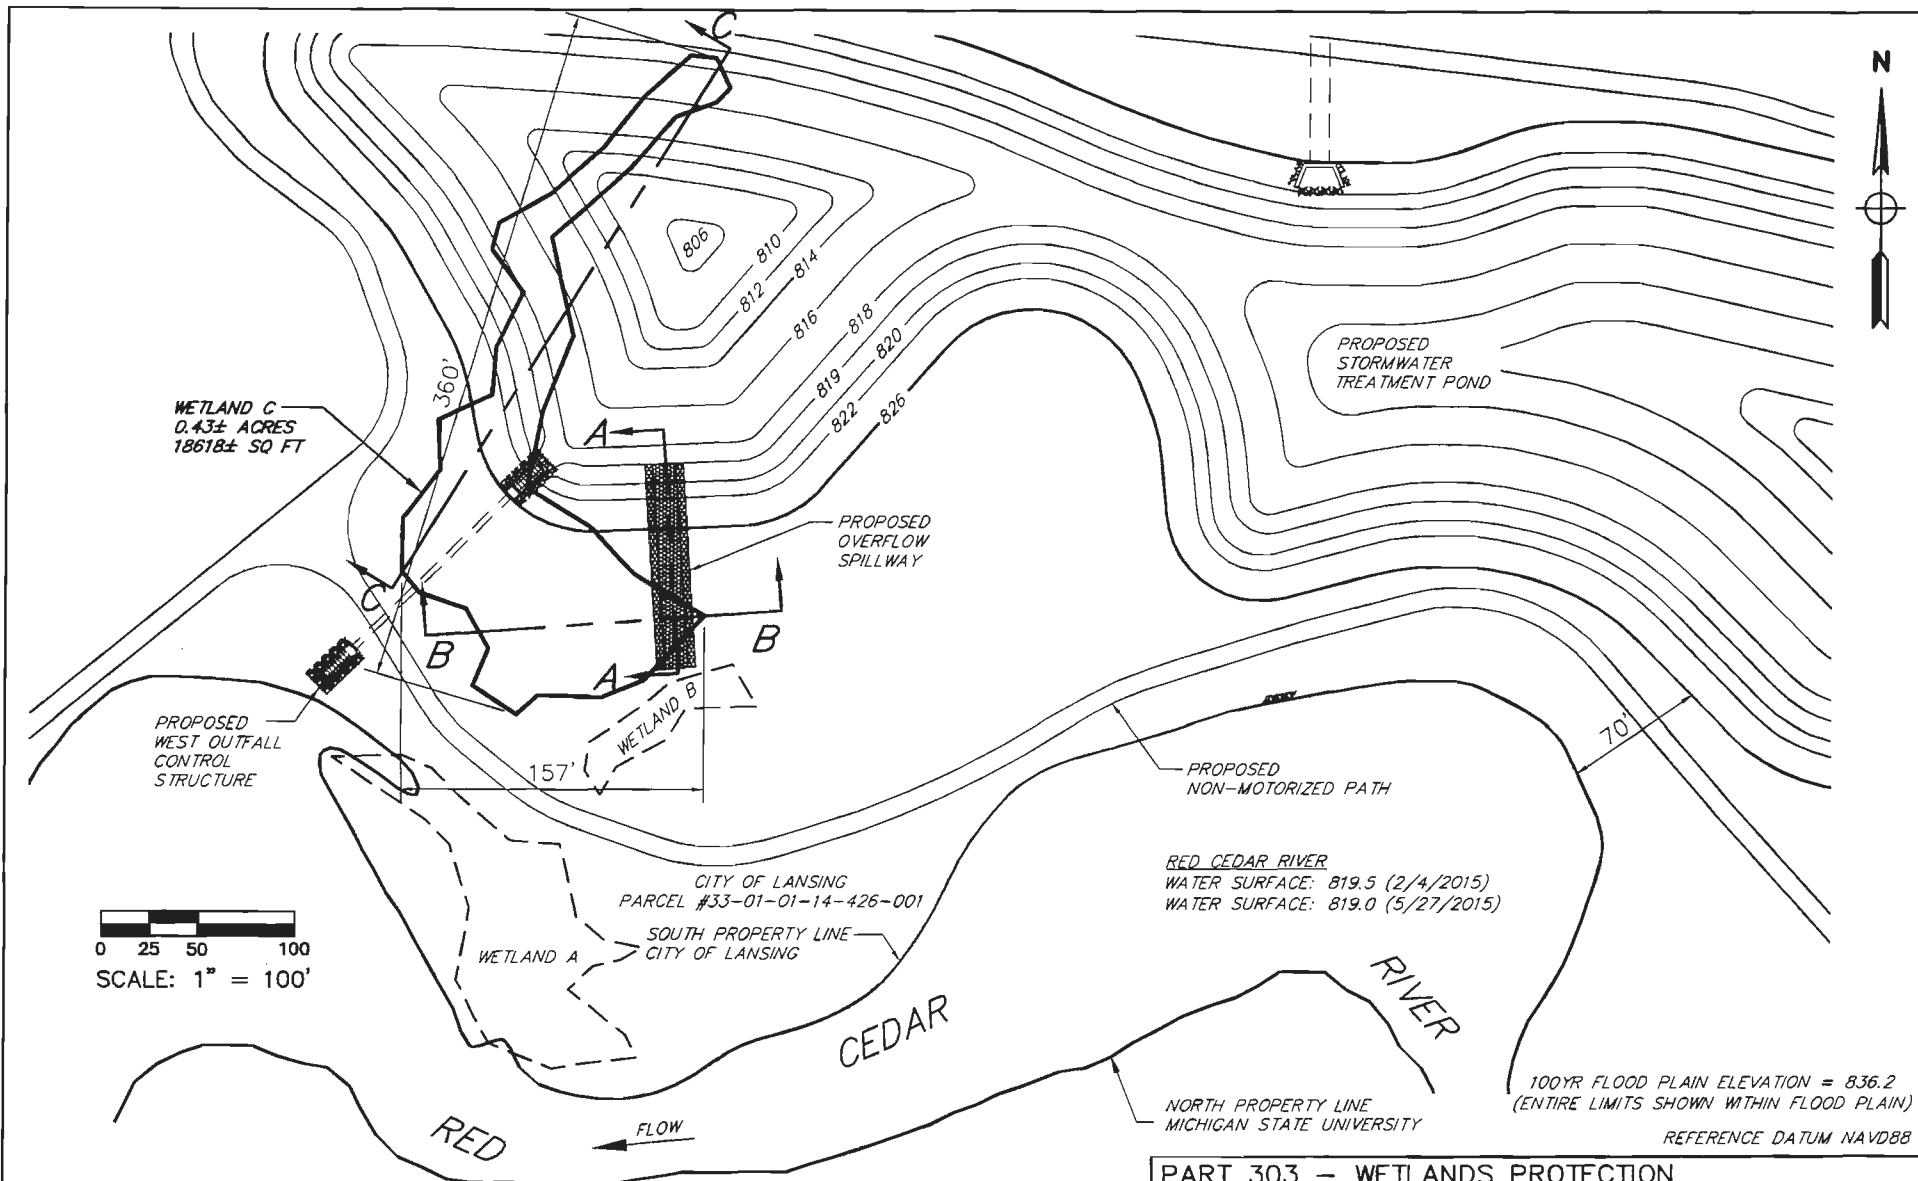 C
N
806
810
812
814
816
818
819
820
822
826
360'
PROPOSED
STORMWATER
TREATMENT POND
WETLAND C
0.43± ACRES
18618± SQ FT
A
PROPOSED
OVERFLOW
SPILLWAY
C
B
B
A
WETLAND B
PROPOSED
WEST OUTFALL
CONTROL
STRUCTURE
157'
70'
PROPOSED
NON-MOTORIZED PATH
RED CEDAR RIVER
WATER SURFACE: 819.5 (2/4/2015)
WATER SURFACE: 819.0 (5/27/2015)
CITY OF LANSING
PARCEL #33-01-01-14-426-001
SOUTH PROPERTY LINE
CITY OF LANSING
WETLAND A
0 25 50 100
SCALE: 1" = 100'
RED CEDAR RIVER
FLOW
NORTH PROPERTY LINE
MICHIGAN STATE UNIVERSITY
100YR FLOOD PLAIN ELEVATION = 836.2
(ENTIRE LIMITS SHOWN WITHIN FLOOD PLAIN)
REFERENCE DATUM NAVD88
PART 303 - WETLANDS PROTECTION